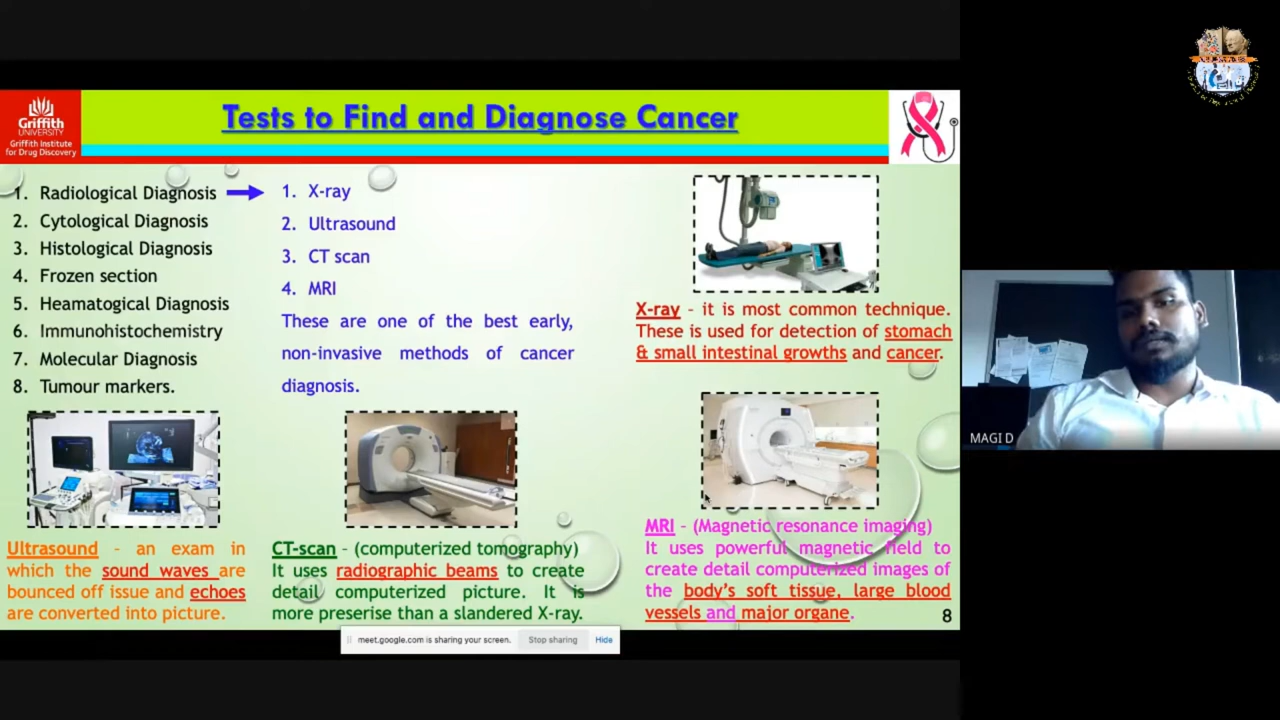 Griffith
UNIVERSITY
Griffith Institute
for Drug Discovery
Tests to Find and Diagnose Cancer
1. Radiological Diagnosis
2. Cytological Diagnosis
3. Histological Diagnosis
4. Frozen section
5. Heamatogical Diagnosis
6. Immunohistochemistry
7. Molecular Diagnosis
8. Tumour markers.
1. X-ray
2. Ultrasound
3. CT scan
4. MRI
These are one of the best early,
non-invasive methods of cancer
diagnosis.
X-ray - it is most common technique.
These is used for detection of stomach
& small intestinal growths and cancer.
Ultrasound - an exam in
which the sound waves are
bounced off issue and echoes
are converted into picture.
CT-scan - (computerized tomography)
It uses radiographic beams to create
detail computerized picture. It is
more preserise than a slandered X-ray.
MRI - (Magnetic resonance imaging)
It uses powerful magnetic field to
create detail computerized images of
the body's soft tissue, large blood
vessels and major organe.
8
meet.google.com is sharing your screen.
Stop sharing
Hide
MAGI D